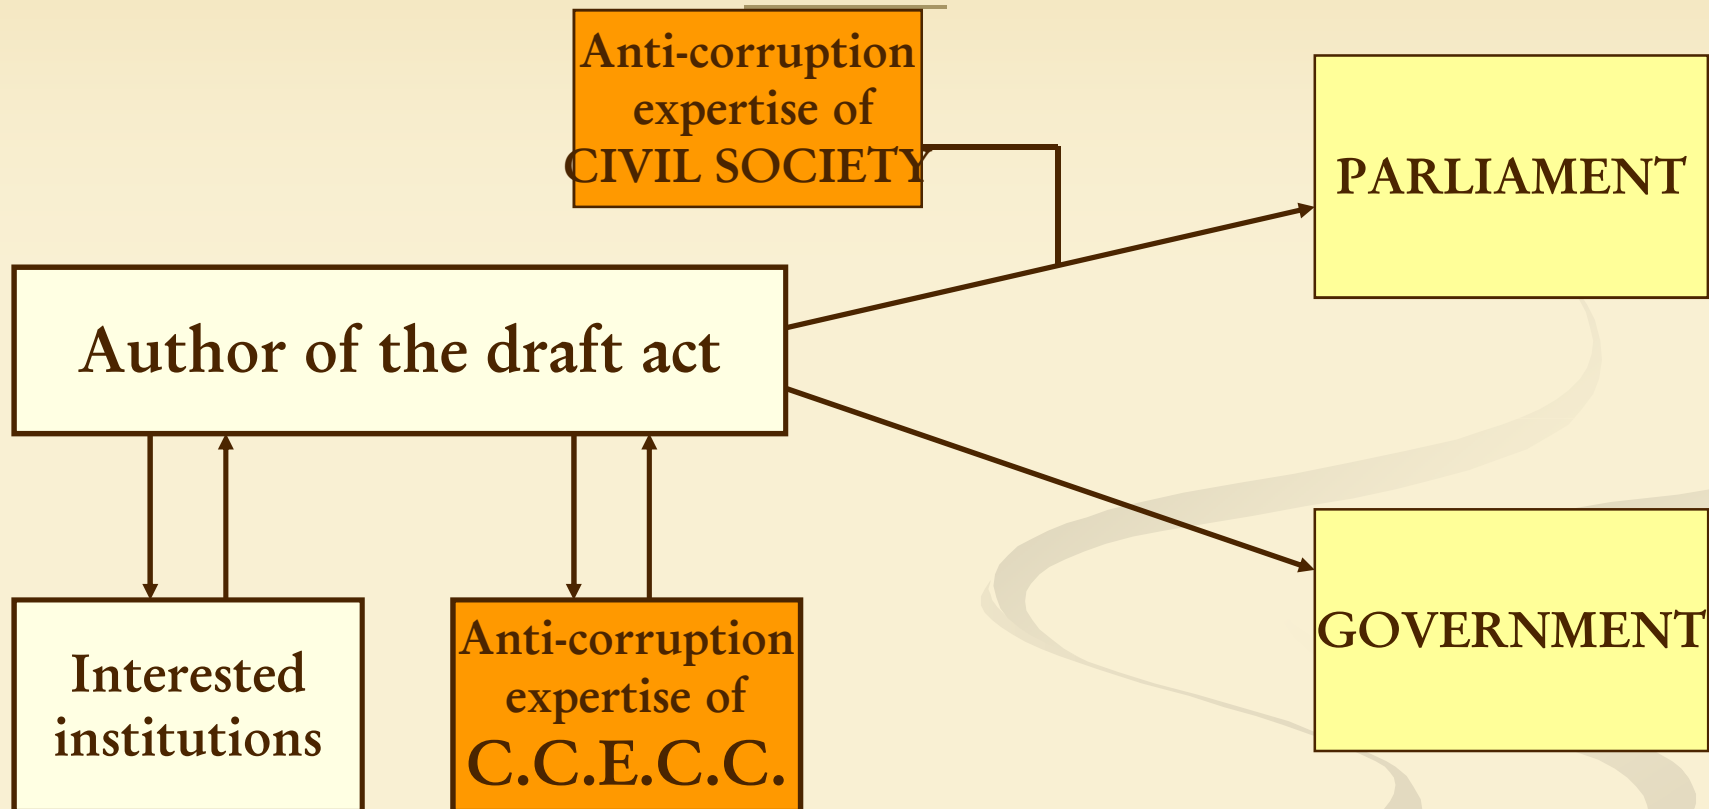 Anti-corruption
expertise of
CIVIL SOCIETY
PARLIAMENT
Author of the draft act
GOVERNMENT
Interested
institutions
Anti-corruption
expertise of
C.C.E.C.C.